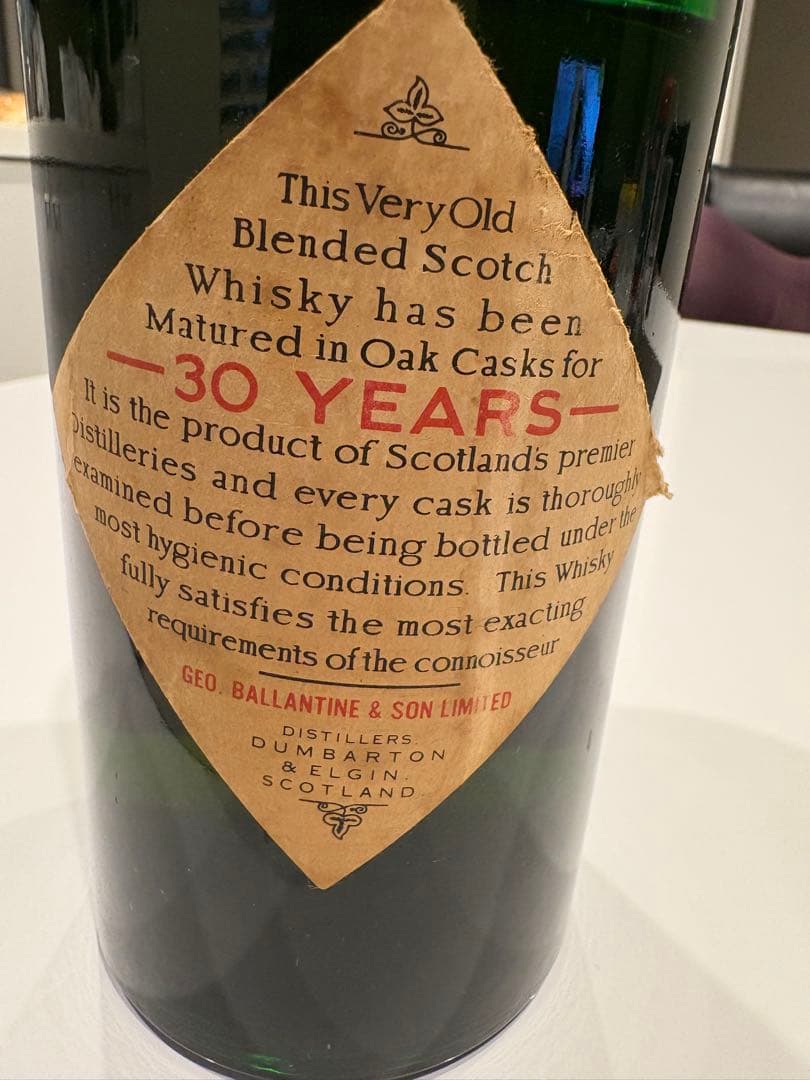 This Very Old
Blended Scotch
Whisky has been
Matured in Oak Casks for
—30 YEARS—
It is the product of Scotland's premier
Distilleries and every cask is thoroughly
examined before being bottled under the
most hygienic conditions. This Whisky
fully satisfies the most exacting
requirements of the connoisseur
GEO. BALLANTINE & SON LIMITED
DISTILLERS.
DUMBARTON
& ELGIN.
SCOTLAND.